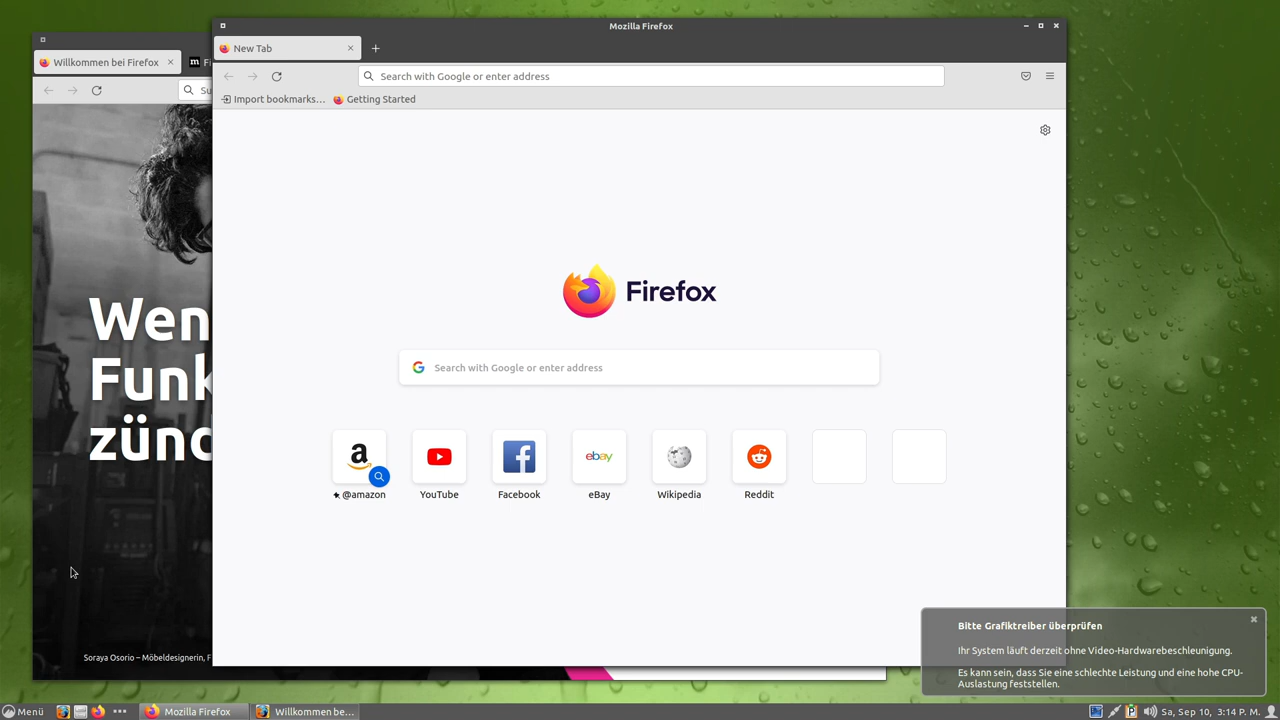 Mozilla Firefox
New Tab
Willkommen bei Firefox
Fi
Search with Google or enter address
Su
Import bookmarks…
Getting Started
Firefox
Search with Google or enter address
@amazon
YouTube
Facebook
ebay
eBay
Wikipedia
Reddit
Wen
Funk
zünd
Soraya Osorio – Möbeldesignerin, F
Bitte Grafiktreiber überprüfen
Ihr System läuft derzeit ohne Video-Hardwarebeschleunigung.
Es kann sein, dass Sie eine schlechte Leistung und eine hohe CPU-
Auslastung feststellen.
Menü
Mozilla Firefox
Willkommen be...
Sa, Sep 10, 3:14 P. M.